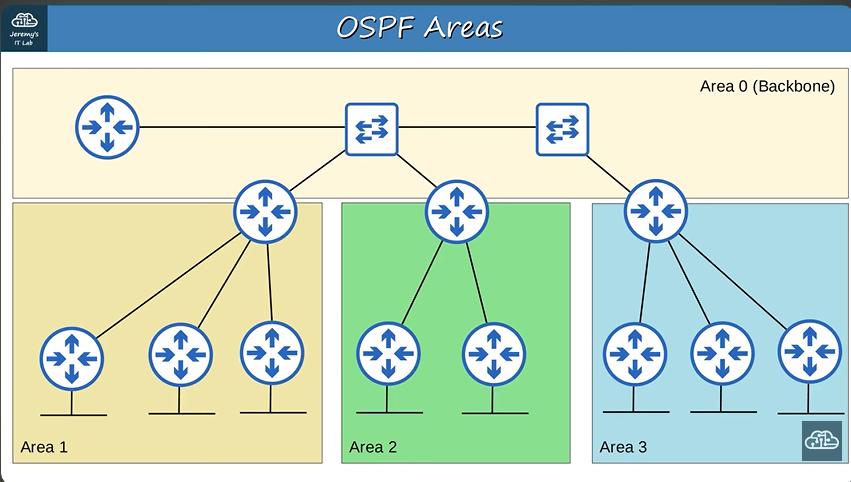 Jeremy's
IT Lab
OSPF Areas
Area 0 (Backbone)
Area 1
Area 2
Area 3